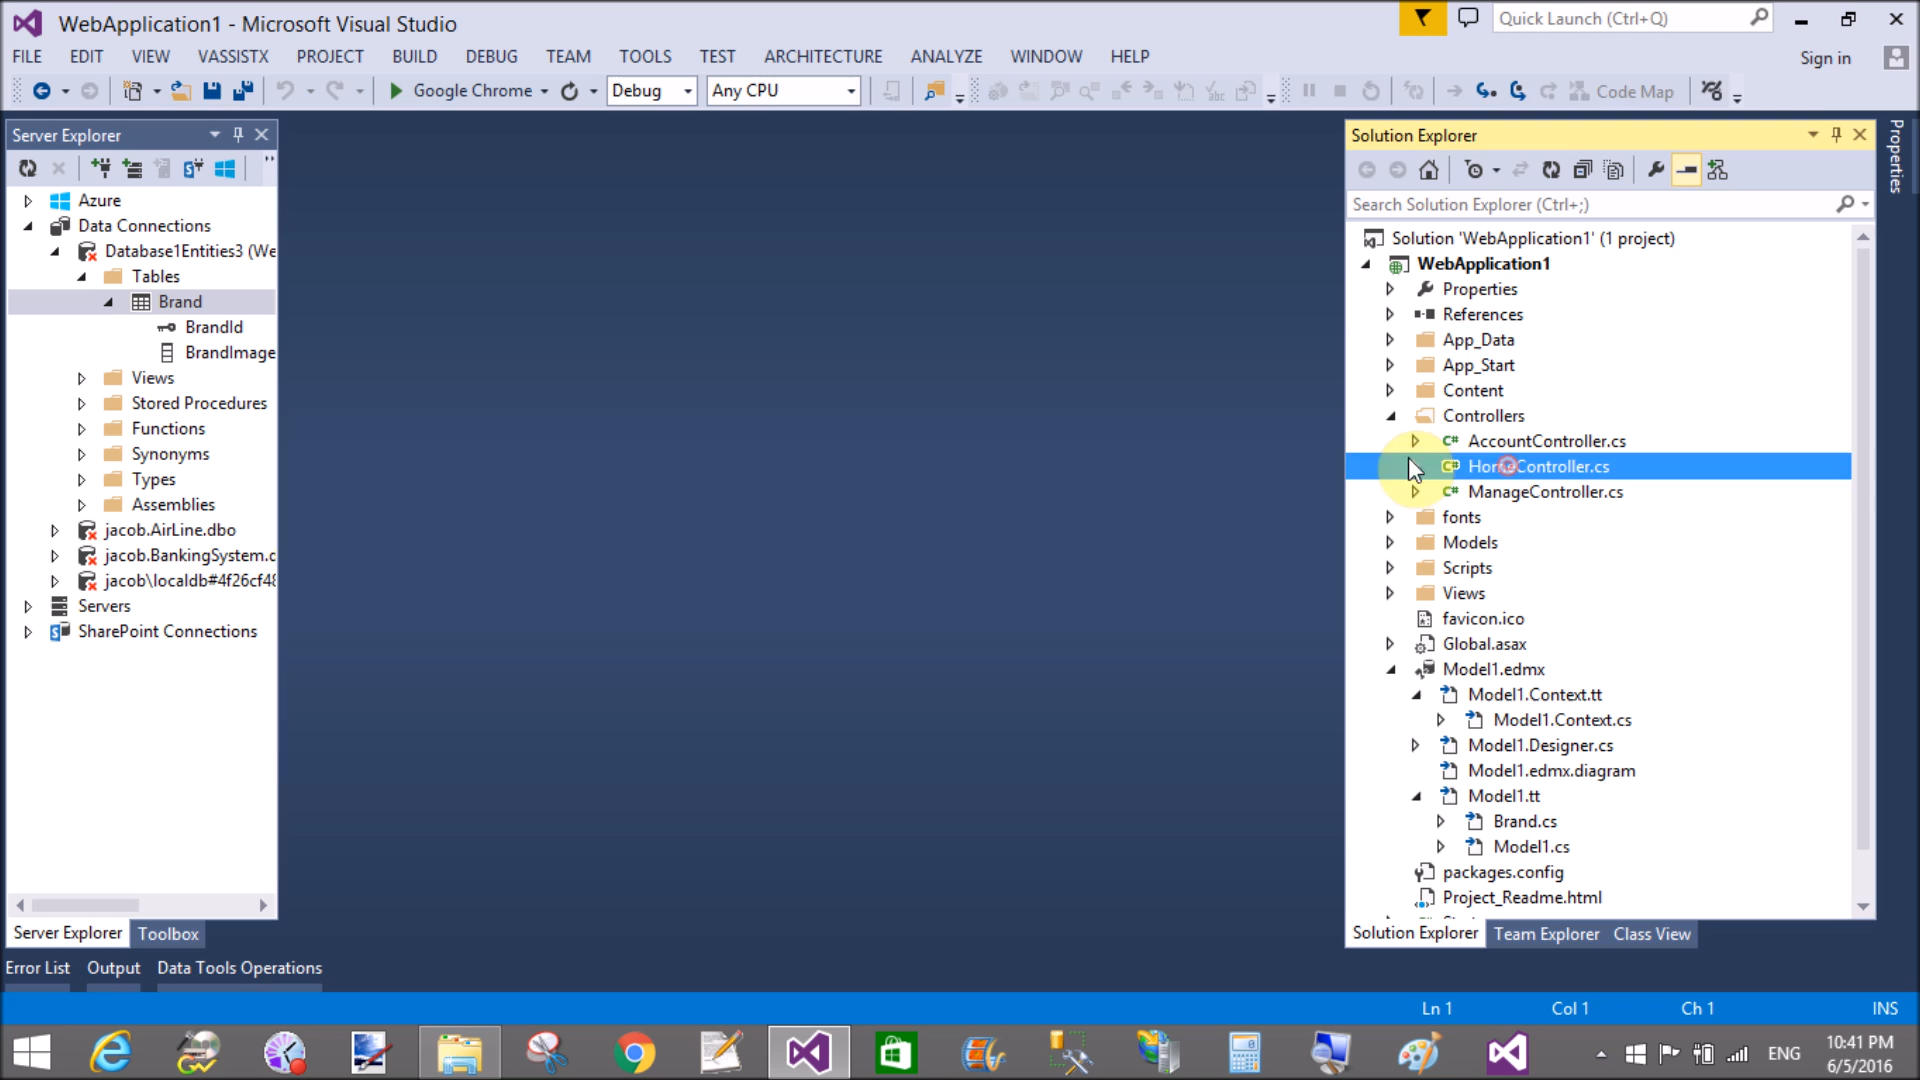 WebApplication1 - Microsoft Visual Studio
Quick Launch (Ctrl+Q)
FILE EDIT VIEW VASSISTX PROJECT BUILD DEBUG TEAM TOOLS TEST ARCHITECTURE ANALYZE WINDOW HELP
Sign in
Google Chrome Debug Any CPU Code Map
Server Explorer
Azure
Data Connections
Database1Entities3 (We
Tables
Brand
BrandId
BrandImage
Views
Stored Procedures
Functions
Synonyms
Types
Assemblies
jacob.AirLine.dbo
jacob.BankingSystem.c
jacob\localdb#4f26cf48
Servers
SharePoint Connections
Server Explorer Toolbox
Error List Output Data Tools Operations
Solution Explorer
Search Solution Explorer (Ctrl+;)
Solution 'WebApplication1' (1 project)
WebApplication1
Properties
References
App_Data
App_Start
Content
Controllers
AccountController.cs
HomeController.cs
ManageController.cs
fonts
Models
Scripts
Views
favicon.ico
Global.asax
Model1.edmx
Model1.Context.tt
Model1.Context.cs
Model1.Designer.cs
Model1.edmx.diagram
Model1.tt
Brand.cs
Model1.cs
packages.config
Project_Readme.html
Solution Explorer Team Explorer Class View
Properties
Ln 1 Col 1 Ch 1 INS
ENG
10:41 PM
6/5/2016